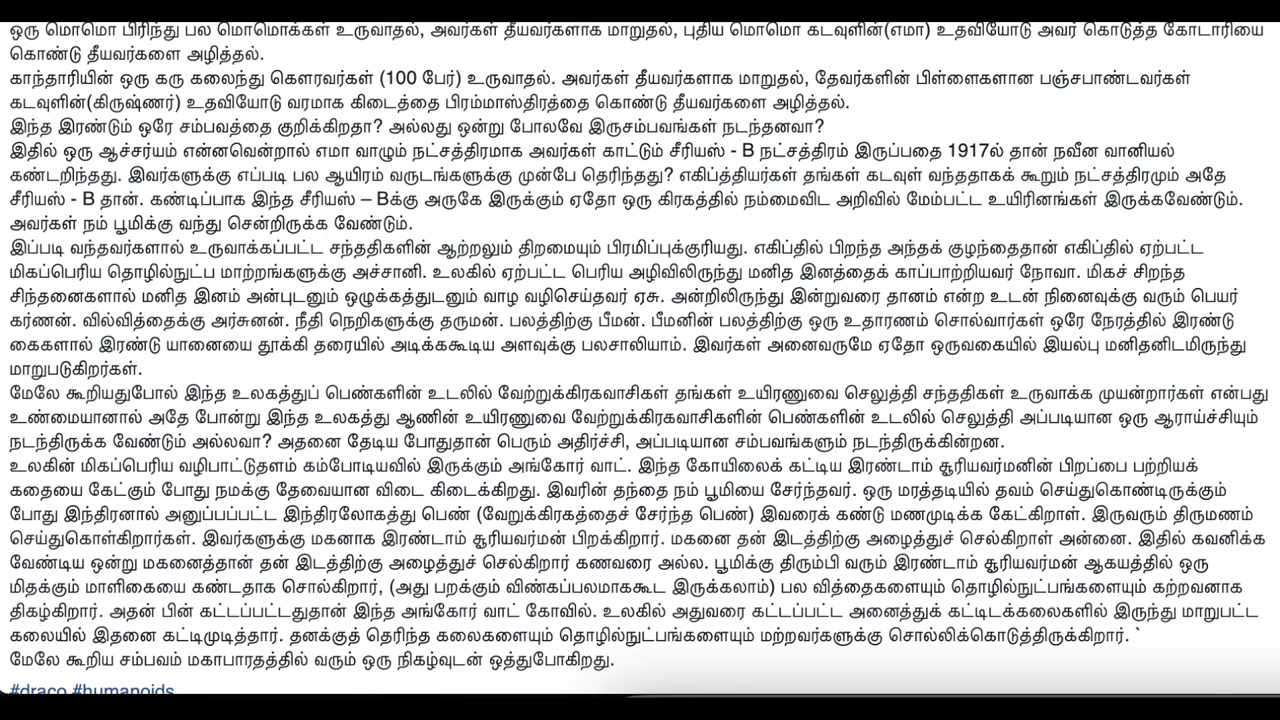 ஒரு மொமொ பிரிந்து பல மொமொக்கள் உருவாதல், அவர்கள் தீயவர்களாக மாறுதல், புதிய மொமொ கடவுளின்(எமா) உதவியோடு அவர் கொடுத்த கோடாரியை
கொண்டு தீயவர்களை அழித்தல்.
காந்தாரியின் ஒரு கரு கலைந்து கௌரவர்கள் (100 பேர்) உருவாதல். அவர்கள் தீயவர்களாக மாறுதல், தேவர்களின் பிள்ளைகளான பஞ்சபாண்டவர்கள்
கடவுளின்(கிருஷ்ணர்) உதவியோடு வரமாக கிடைத்தை பிரம்மாஸ்திரத்தை கொண்டு தீயவர்களை அழித்தல்.
இந்த இரண்டும் ஒரே சம்பவத்தை குறிக்கிறதா? அல்லது ஒன்று போலவே இருசம்பவங்கள் நடந்தனவா?
இதில் ஒரு ஆச்சர்யம் என்னவென்றால் எமா வாழும் நட்சத்திரமாக அவர்கள் காட்டும் சீரியஸ் - B நட்சத்திரம் இருப்பதை 1917ல் தான் நவீன வானியல்
கண்டறிந்தது. இவர்களுக்கு எப்படி பல ஆயிரம் வருடங்களுக்கு முன்பே தெரிந்தது? எகிப்த்தியர்கள் தங்கள் கடவுள் வந்ததாகக் கூறும் நட்சத்திரமும் அதே
சீரியஸ் - B தான். கண்டிப்பாக இந்த சீரியஸ் – Bக்கு அருகே இருக்கும் ஏதோ ஒரு கிரகத்தில் நம்மைவிட அறிவில் மேம்பட்ட உயிரினங்கள் இருக்கவேண்டும்.
அவர்கள் நம் பூமிக்கு வந்து சென்றிருக்க வேண்டும்.
இப்படி வந்தவர்களால் உருவாக்கப்பட்ட சந்ததிகளின் ஆற்றலும் திறமையும் பிரமிப்புக்குரியது. எகிப்தில் பிறந்த அந்தக் குழந்தைதான் எகிப்தில் ஏற்பட்ட
மிகப்பெரிய தொழில்நுட்ப மாற்றங்களுக்கு அச்சானி. உலகில் ஏற்பட்ட பெரிய அழிவிலிருந்து மனித இனத்தைக் காப்பாற்றியவர் நோவா. மிகச் சிறந்த
சிந்தனைகளால் மனித இனம் அன்புடனும் ஒழுக்கத்துடனும் வாழ வழிசெய்தவர் ஏசு. அன்றிலிருந்து இன்றுவரை தானம் என்ற உடன் நினைவுக்கு வரும் பெயர்
கர்ணன். வில்வித்தைக்கு அர்சுனன். நீதி நெறிகளுக்கு தருமன். பலத்திற்கு பீமன். பீமனின் பலத்திற்கு ஒரு உதாரணம் சொல்வார்கள் ஒரே நேரத்தில் இரண்டு
கைகளால் இரண்டு யானையை தூக்கி தரையில் அடிக்ககூடிய அளவுக்கு பலசாலியாம். இவர்கள் அனைவருமே ஏதோ ஒருவகையில் இயல்பு மனிதனிடமிருந்து
மாறுபடுகிறர்கள்.
மேலே கூறியதுபோல் இந்த உலகத்துப் பெண்களின் உடலில் வேற்றுக்கிரகவாசிகள் தங்கள் உயிரணுவை செலுத்தி சந்ததிகள் உருவாக்க முயன்றார்கள் என்பது
உண்மையானால் அதே போன்று இந்த உலகத்து ஆணின் உயிரணுவை வேற்றுக்கிரகவாசிகளின் பெண்களின் உடலில் செலுத்தி அப்படியான ஒரு ஆராய்ச்சியும்
நடந்திருக்க வேண்டும் அல்லவா? அதனை தேடிய போதுதான் பெரும் அதிர்ச்சி, அப்படியான சம்பவங்களும் நடந்திருக்கின்றன.
உலகின் மிகப்பெரிய வழிபாட்டுதளம் கம்போடியவில் இருக்கும் அங்கோர் வாட். இந்த கோயிலைக் கட்டிய இரண்டாம் சூரியவர்மனின் பிறப்பை பற்றியக்
கதையை கேட்கும் போது நமக்கு தேவையான விடை கிடைக்கிறது. இவரின் தந்தை நம் பூமியை சேர்ந்தவர். ஒரு மரத்தடியில் தவம் செய்துகொண்டிருக்கும்
போது இந்திரனால் அனுப்பப்பட்ட இந்திரலோகத்து பெண் (வேறுக்கிரகத்தைச் சேர்ந்த பெண்) இவரைக் கண்டு மணமுடிக்க கேட்கிறாள். இருவரும் திருமணம்
செய்துகொள்கிறார்கள். இவர்களுக்கு மகனாக இரண்டாம் சூரியவர்மன் பிறக்கிறார். மகனை தன் இடத்திற்கு அழைத்துச் செல்கிறாள் அன்னை. இதில் கவனிக்க
வேண்டிய ஒன்று மகனைத்தான் தன் இடத்திற்கு அழைத்துச் செல்கிறார் கணவரை அல்ல. பூமிக்கு திரும்பி வரும் இரண்டாம் சூரியவர்மன் ஆகயத்தில் ஒரு
மிதக்கும் மாளிகையை கண்டதாக சொல்கிறார், (அது பறக்கும் விண்கப்பலமாககூட இருக்கலாம்) பல வித்தைகளையும் தொழில்நுட்பங்களையும் கற்றவனாக
திகழ்கிறார். அதன் பின் கட்டப்பட்டதுதான் இந்த அங்கோர் வாட் கோவில். உலகில் அதுவரை கட்டப்பட்ட அனைத்துக் கட்டிடக்கலைகளில் இருந்து மாறுபட்ட
கலையில் இதனை கட்டிமுடித்தார். தனக்குத் தெரிந்த கலைகளையும் தொழில்நுட்பங்களையும் மற்றவர்களுக்கு சொல்லிக்கொடுத்திருக்கிறார். `
மேலே கூறிய சம்பவம் மகாபாரதத்தில் வரும் ஒரு நிகழ்வுடன் ஒத்துபோகிறது.
#draco #humanoids